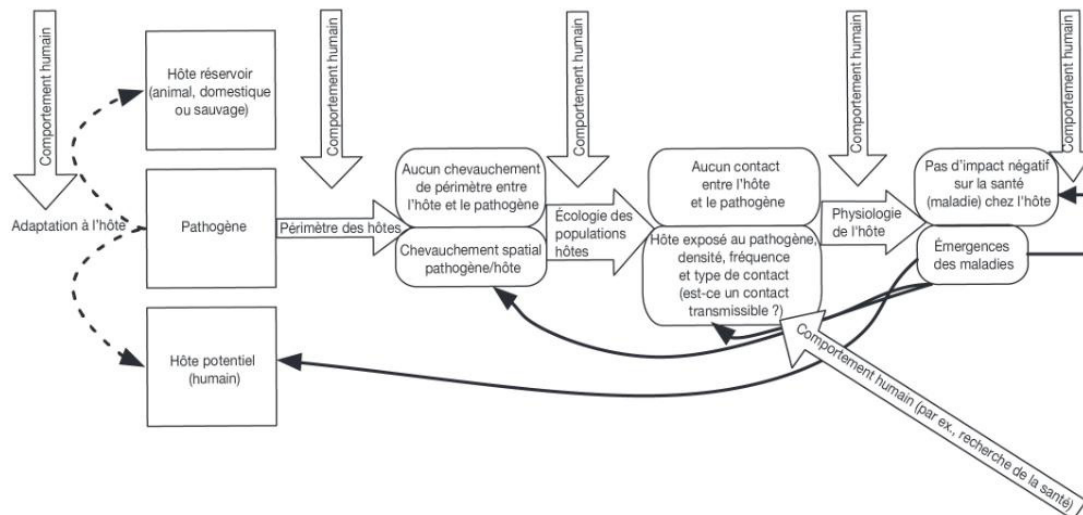 Comportement humain
Adaptation à l'hôte
Hôte réservoir
(animal, domestique
ou sauvage)
Pathogène
Hôte potentiel
(humain)
Comportement humain
Périmètre des hôtes
Aucun chevauchement
de périmètre entre
l'hôte et le pathogène
Chevauchement spatial
pathogène/hôte
Comportement humain
Écologie des
populations
hôtes
Aucun contact
entre l'hôte
et le pathogène
Hôte exposé au pathogène,
densité, fréquence
et type de contact
(est-ce un contact
transmissible ?)
Comportement humain
Physiologie
de l'hôte
Pas d'impact négatif
sur la santé
(maladie) chez l'hôte
Émergences
des maladies
Comportement humain
Comportement humain (par ex., recherche de la santé)